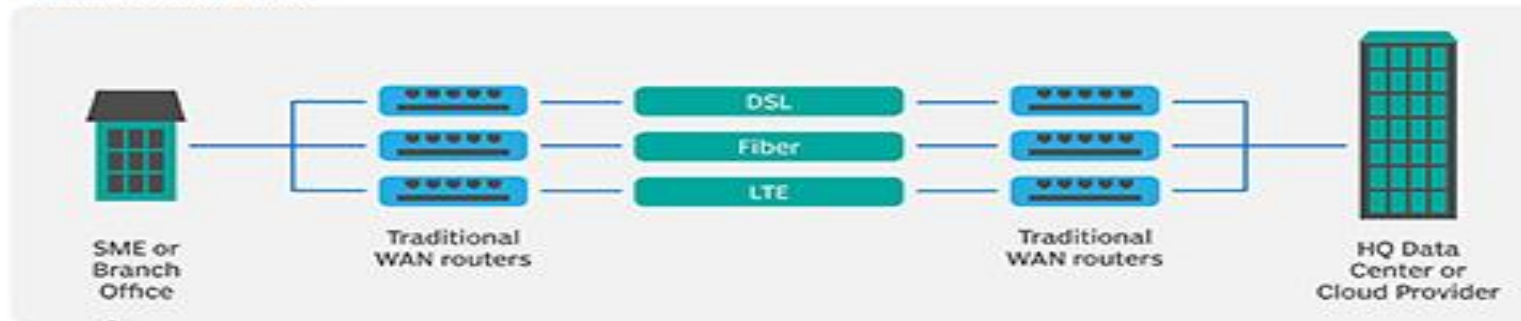 DSL
Fiber
LTE
SME or
Branch
Office
Traditional
WAN routers
Traditional
WAN routers
HQ Data
Center or
Cloud Provider